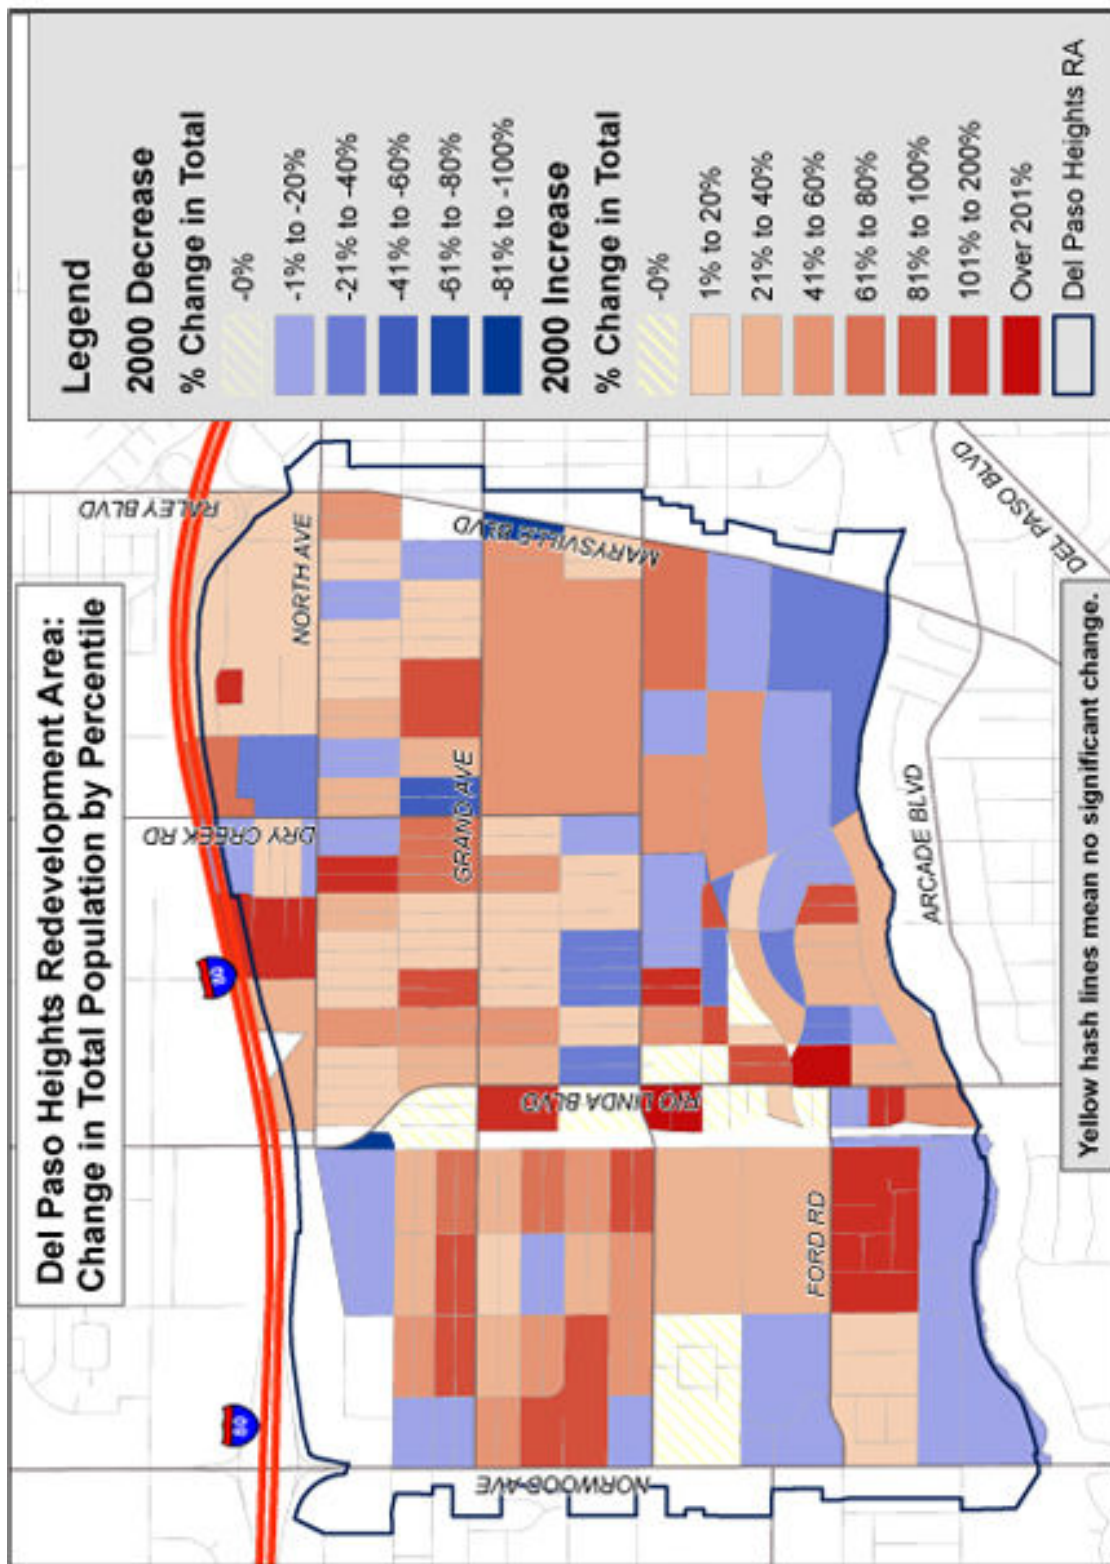 Del Paso Heights Redevelopment Area:
Change in Total Population by Percentile
Legend
2000 Decrease
% Change in Total
-0%
-1% to -20%
-21% to -40%
-41% to -60%
-61% to -80%
-81% to -100%
2000 Increase
% Change in Total
-0%
1% to 20%
21% to 40%
41% to 60%
61% to 80%
81% to 100%
101% to 200%
Over 201%
Del Paso Heights RA
RALEY BLVD
NORTH AVE
MARYSVILLE BLVD
DEL PASO BLVD
DRY CREEK RD
GRAND AVE
ARCADE BLVD
80
RIO LINDA BLVD
FORD RD
80
NORWOOD AVE
Yellow hash lines mean no significant change.